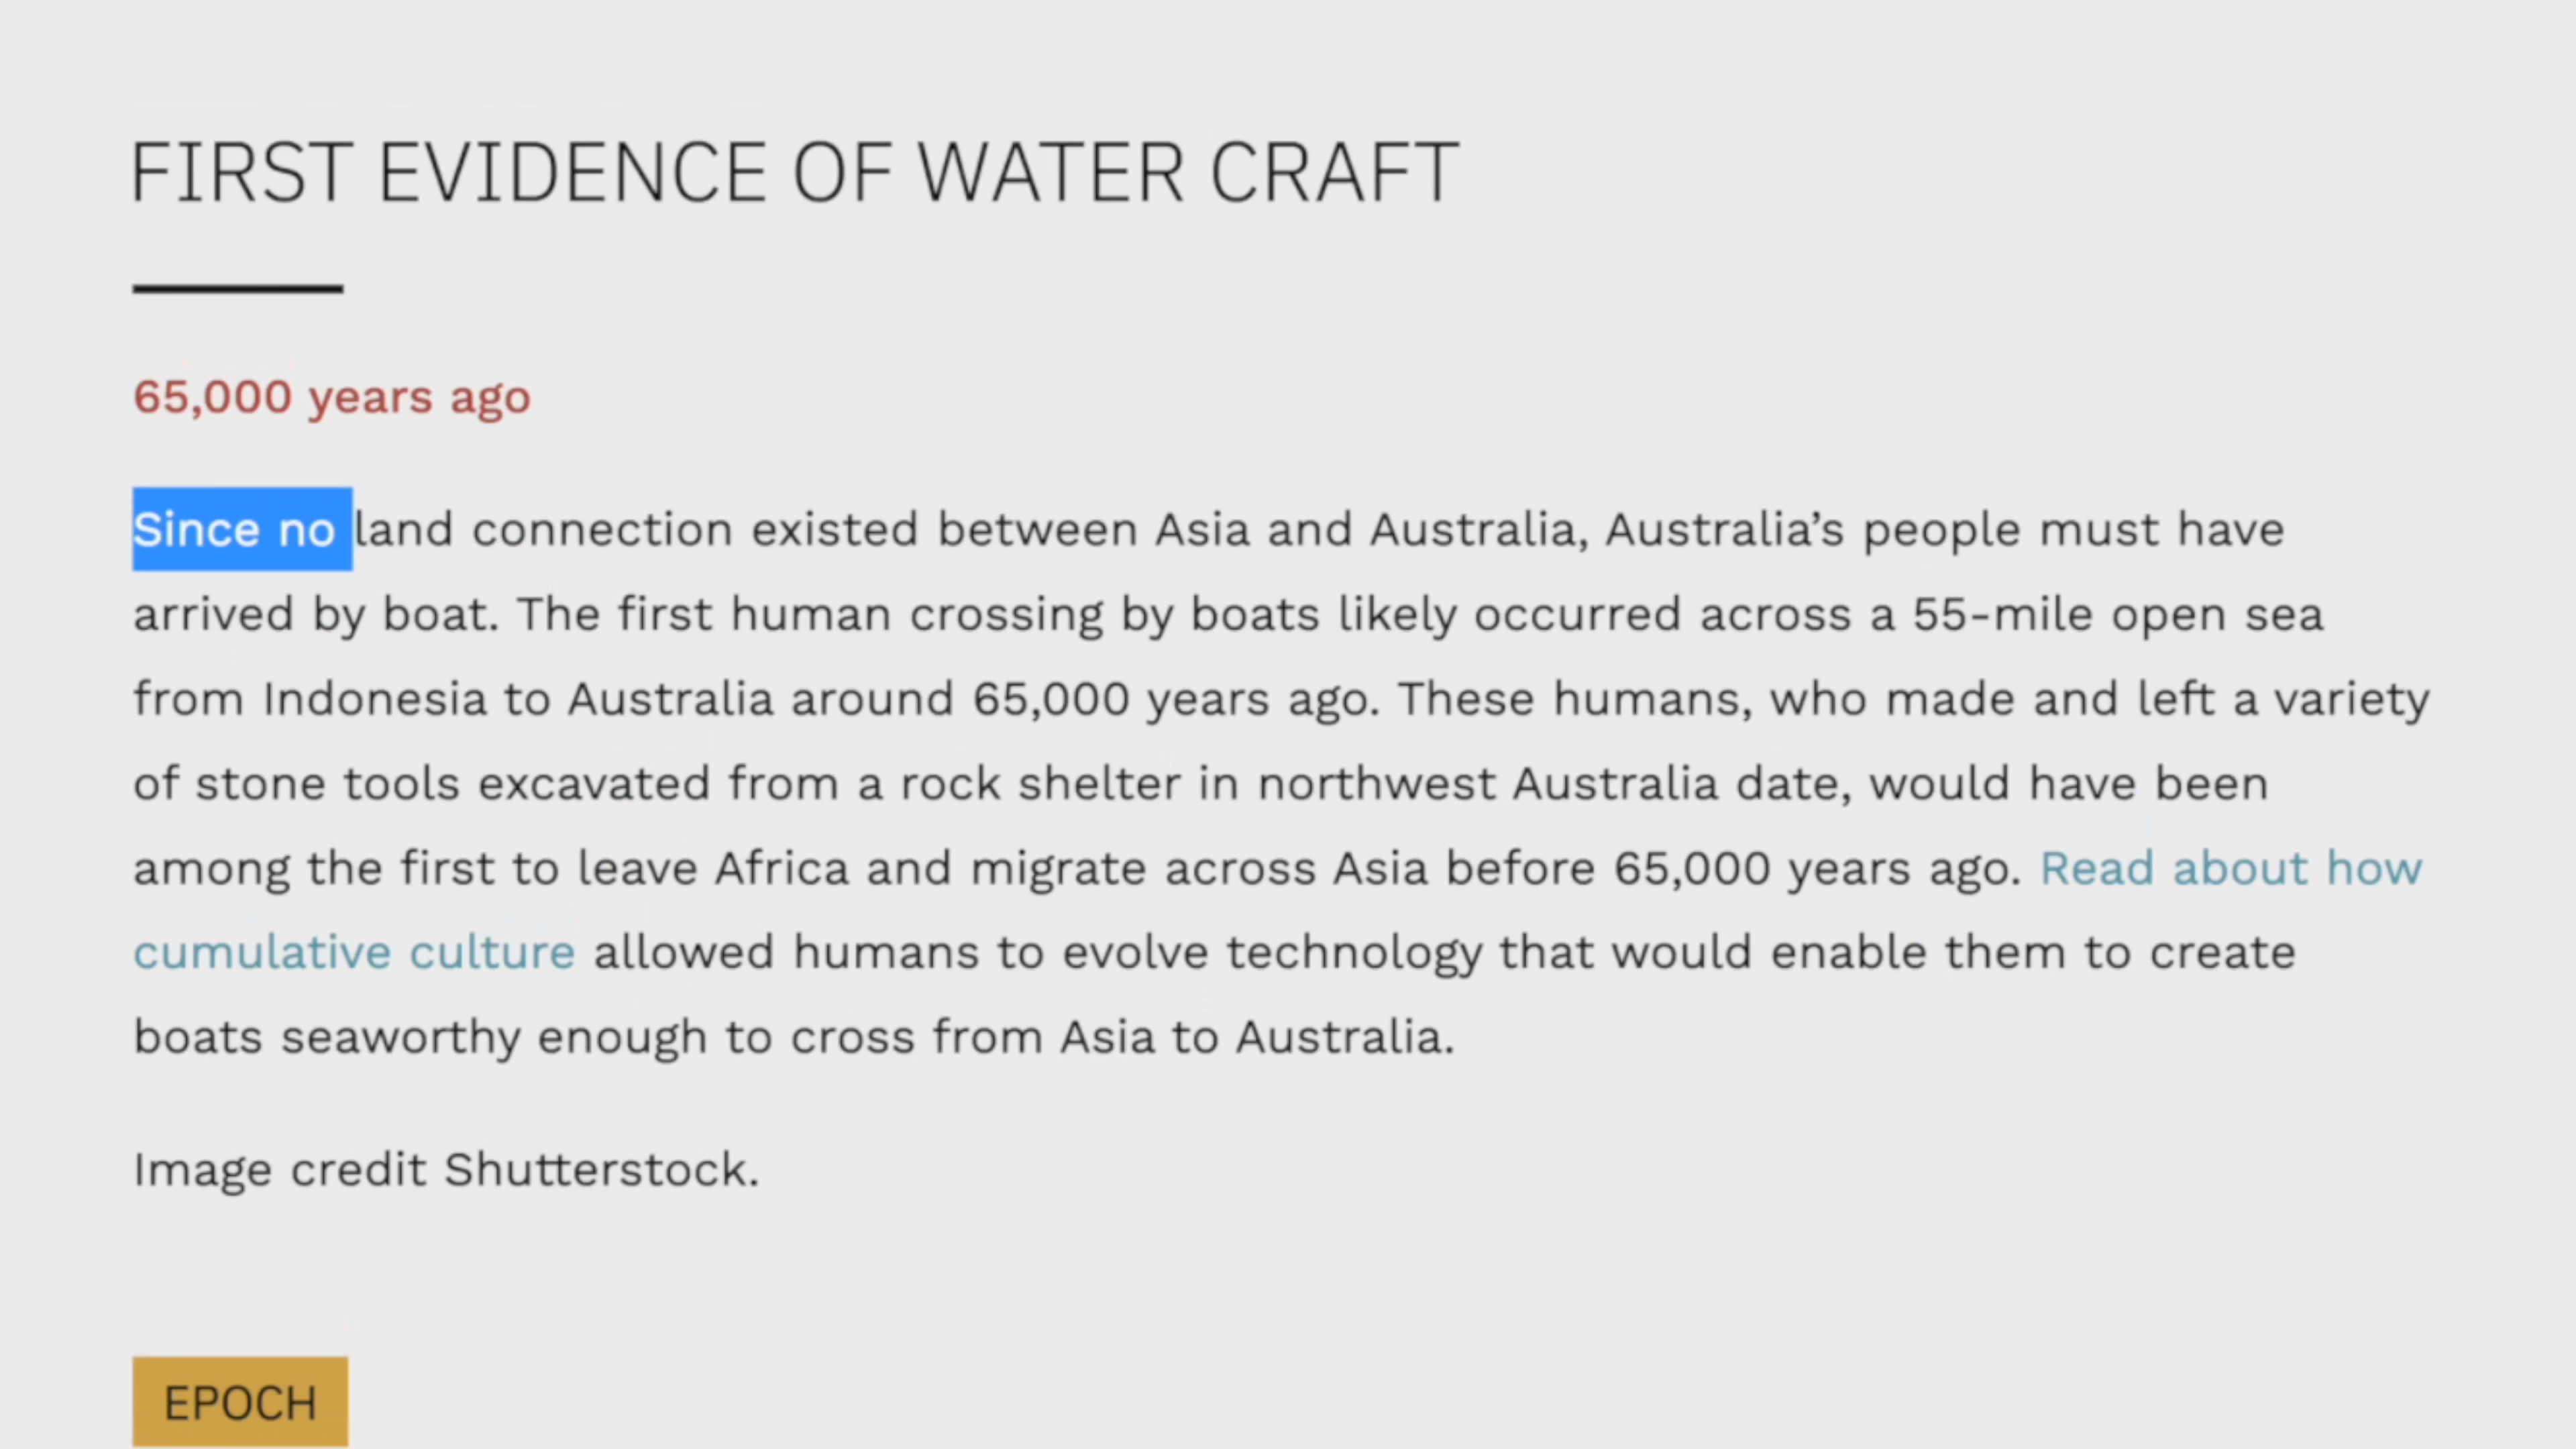 FIRST EVIDENCE OF WATER CRAFT
65,000 years ago
Since no land connection existed between Asia and Australia, Australia’s people must have
arrived by boat. The first human crossing by boats likely occurred across a 55-mile open sea
from Indonesia to Australia around 65,000 years ago. These humans, who made and left a variety
of stone tools excavated from a rock shelter in northwest Australia date, would have been
among the first to leave Africa and migrate across Asia before 65,000 years ago. Read about how
cumulative culture allowed humans to evolve technology that would enable them to create
boats seaworthy enough to cross from Asia to Australia.
Image credit Shutterstock.
EPOCH